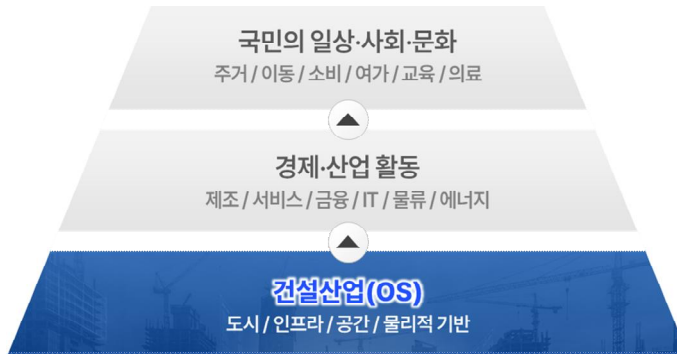 국민의 일상·사회·문화
주거 / 이동 / 소비 / 여가 / 교육 / 의료
경제·산업 활동
제조 / 서비스 / 금융 / IT / 물류 / 에너지
건설산업(OS)
도시 / 인프라 / 공간 / 물리적 기반